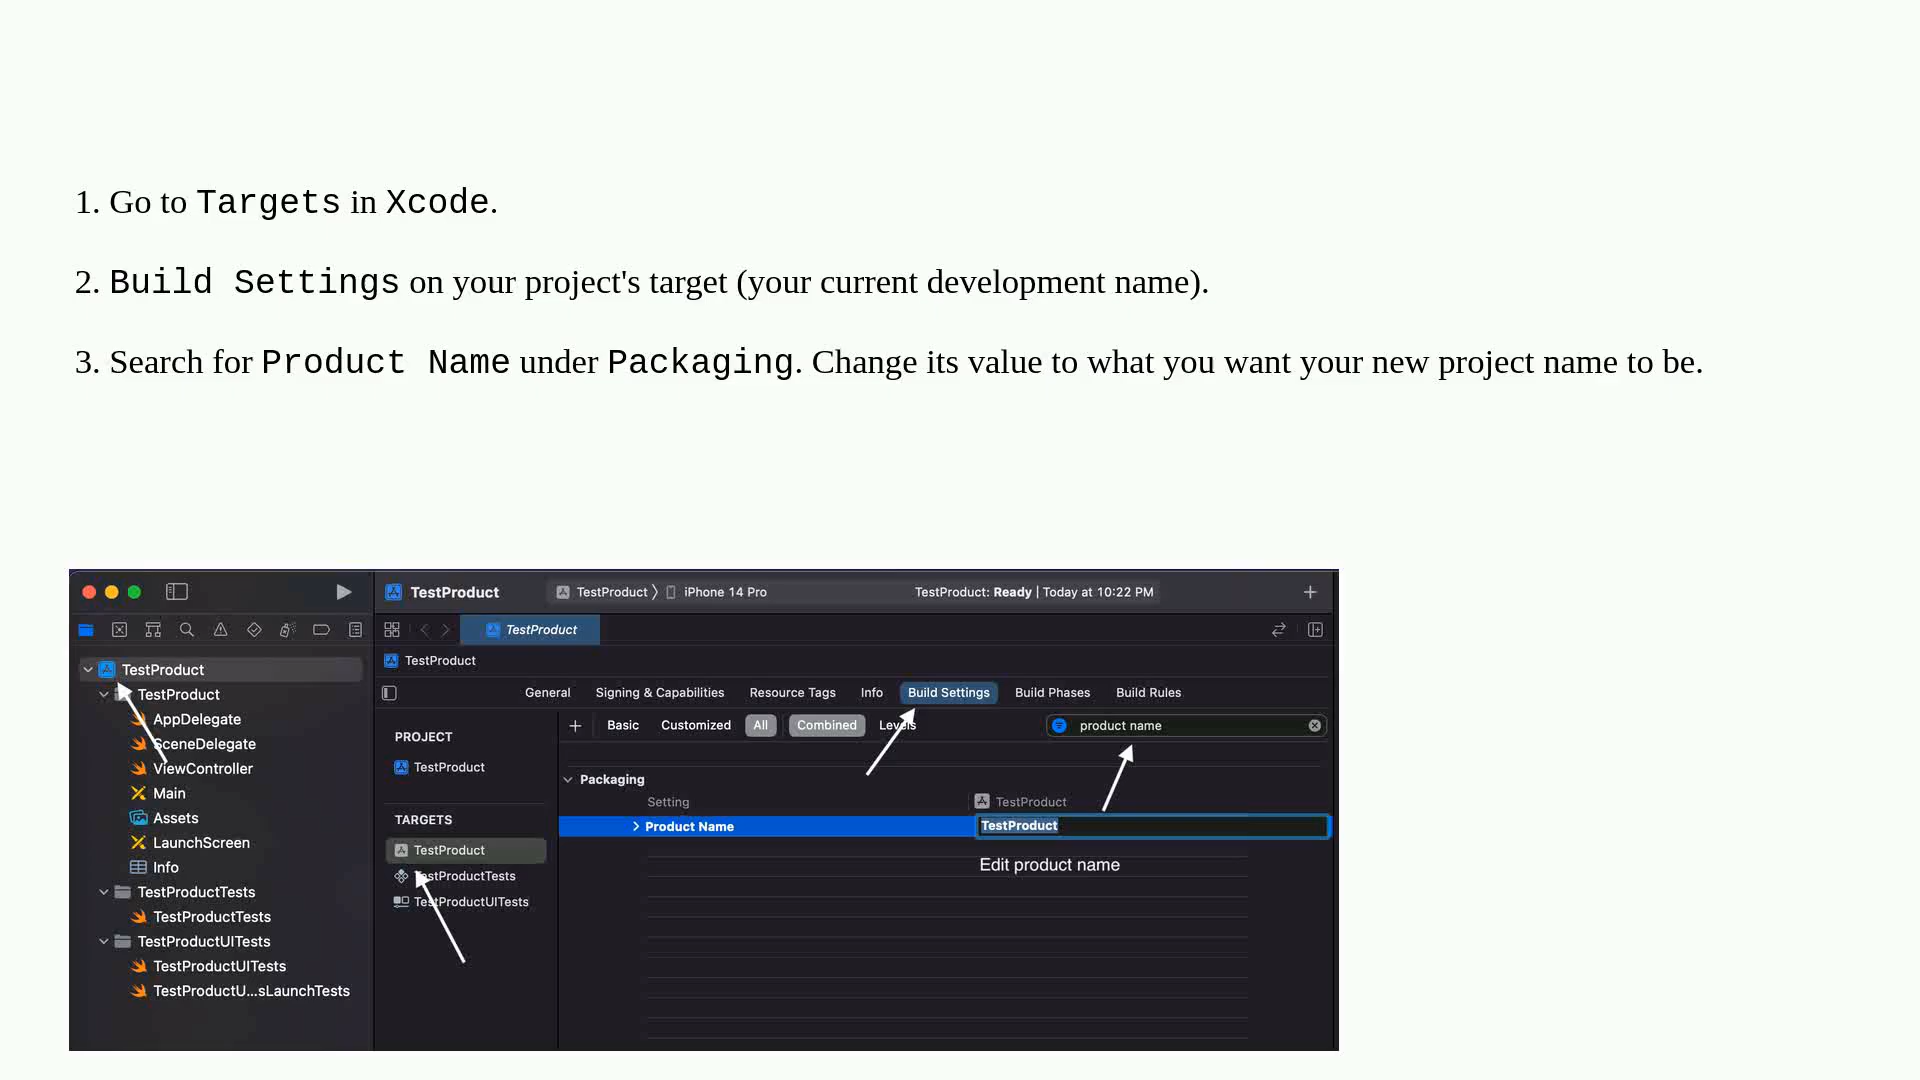 1. Go to Targets in Xcode.
2. Build Settings on your project's target (your current development name).
3. Search for Product Name under Packaging. Change its value to what you want your new project name to be.
TestProduct
TestProduct
iPhone 14 Pro
TestProduct: Ready | Today at 10:22 PM
TestProduct
TestProduct
General Signing & Capabilities Resource Tags Info Build Settings Build Phases Build Rules
Basic Customized All Combined Levels
product name
TestProduct
TestProduct
AppDelegate
SceneDelegate
ViewController
Main
Assets
LaunchScreen
Info
TestProductTests
TestProductTests
TestProductUITests
TestProductUITests
TestProductU...sLaunchTests
PROJECT
TestProduct
TARGETS
TestProduct
TestProductTests
TestProductUITests
Packaging
Setting TestProduct
Product Name TestProduct
Edit product name